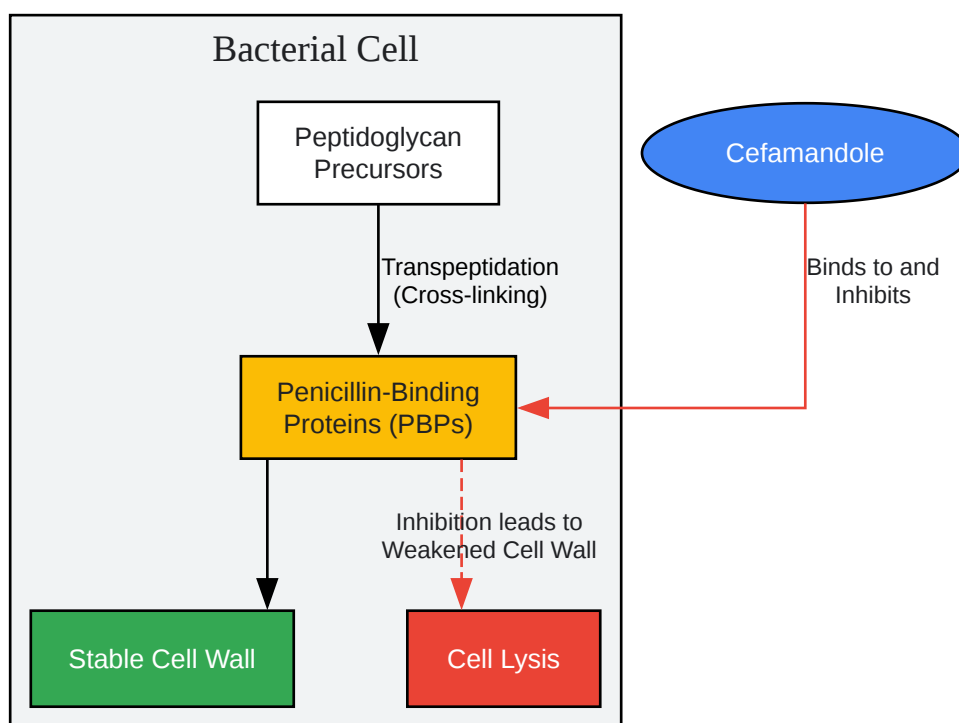 Bacterial Cell
Peptidoglycan
Precursors
Cefamandole
Transpeptidation
(Cross-linking)
Binds to and
Inhibits
Penicillin-Binding
Proteins (PBPs)
Inhibition leads to
Weakened Cell Wall
Stable Cell Wall
Cell Lysis